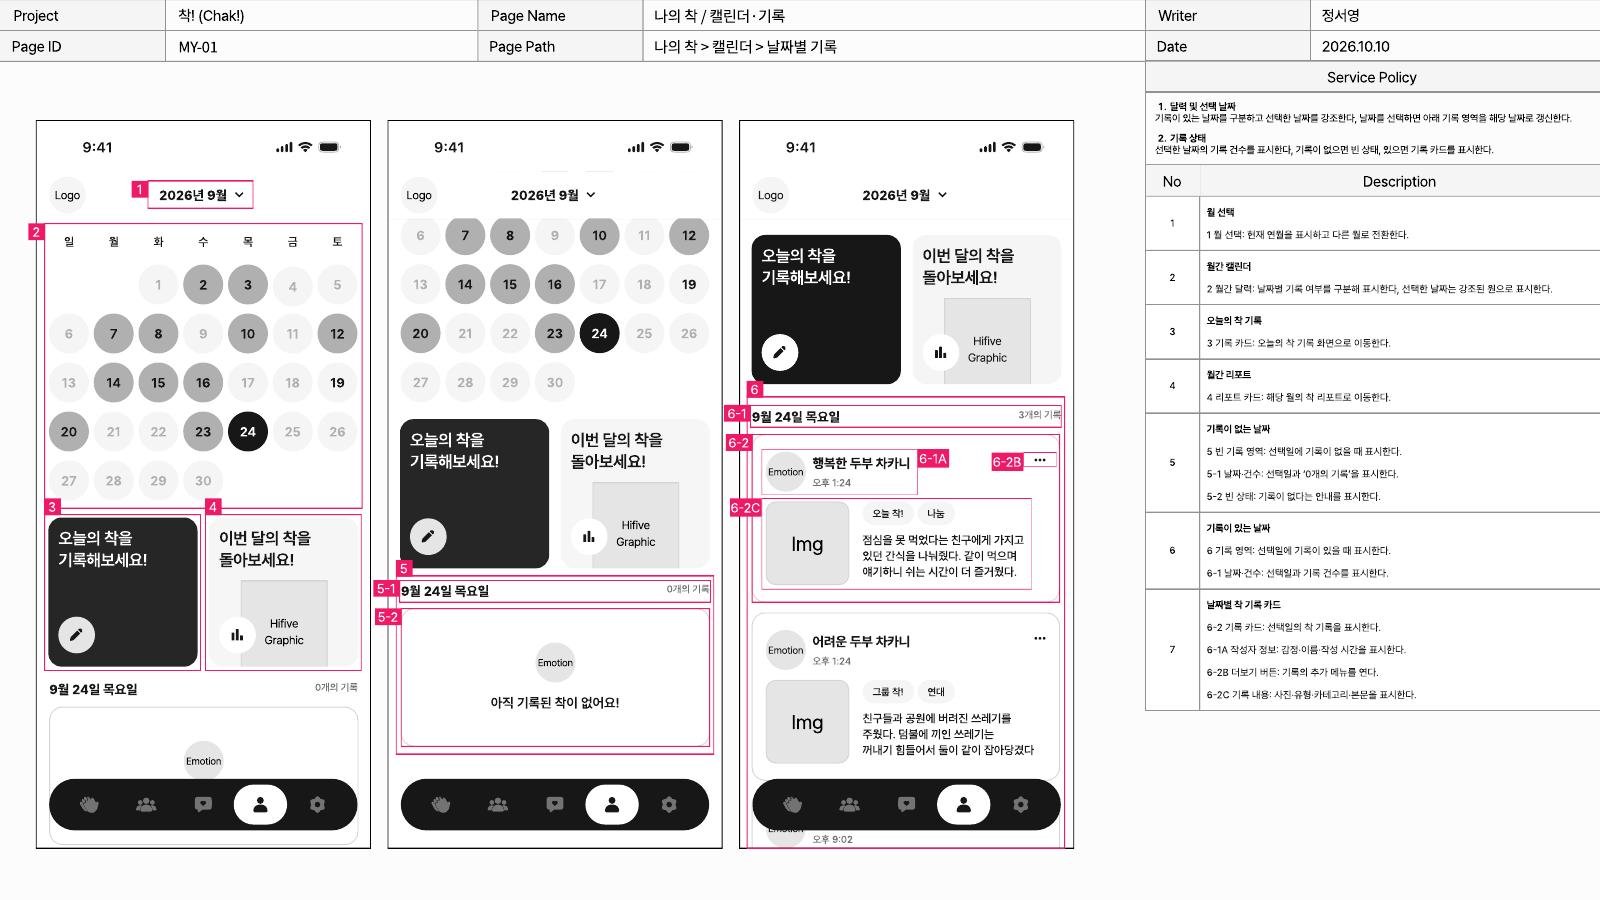 Project 착! (Chak!) Page Name 나의 착 / 캘린더·기록 Writer 정서영
Page ID MY-01 Page Path 나의 착 > 캘린더 > 날짜별 기록 Date 2026.10.10
9:41
Logo
1
2026년 9월
2
일 월 화 수 목 금 토
1 2 3 4 5
6 7 8 9 10 11 12
13 14 15 16 17 18 19
20 21 22 23 24 25 26
27 28 29 30
3
오늘의 착을
기록해보세요!
4
이번 달의 착을
돌아보세요!
Hifive
Graphic
9월 24일 목요일 0개의 기록
Emotion
9:41
Logo
2026년 9월
6 7 8 9 10 11 12
13 14 15 16 17 18 19
20 21 22 23 24 25 26
27 28 29 30
오늘의 착을
기록해보세요!
이번 달의 착을
돌아보세요!
Hifive
Graphic
5
5-1
9월 24일 목요일 0개의 기록
5-2
Emotion
아직 기록된 착이 없어요!
9:41
Logo
2026년 9월
오늘의 착을
기록해보세요!
이번 달의 착을
돌아보세요!
Hifive
Graphic
6
6-1
9월 24일 목요일 3개의 기록
6-2
Emotion
행복한 두부 차카니
6-1A
6-2B
오후 1:24
6-2C
Img
오늘 착! 나눔
점심을 못 먹었다는 친구에게 가지고
있던 간식을 나눠줬다. 같이 먹으며
얘기하니 쉬는 시간이 더 즐거웠다.
Emotion
어려운 두부 차카니
오후 1:24
Img
그룹 착! 연대
친구들과 공원에 버려진 쓰레기를
주웠다. 덤불에 끼인 쓰레기는
꺼내기 힘들어서 둘이 같이 잡아당겼다
Emotion
오후 9:02
Service Policy
1. 달력 및 선택 날짜
기록이 있는 날짜를 구분하고 선택한 날짜를 강조한다, 날짜를 선택하면 아래 기록 영역을 해당 날짜로 갱신한다.
2. 기록 상태
선택한 날짜의 기록 건수를 표시한다, 기록이 없으면 빈 상태, 있으면 기록 카드를 표시한다.
No Description
1
월 선택
1 월 선택: 현재 연월을 표시하고 다른 월로 전환한다.
2
월간 캘린더
2 월간 달력: 날짜별 기록 여부를 구분해 표시한다, 선택한 날짜는 강조된 원으로 표시한다.
3
오늘의 착 기록
3 기록 카드: 오늘의 착 기록 화면으로 이동한다.
4
월간 리포트
4 리포트 카드: 해당 월의 착 리포트로 이동한다.
5
기록이 없는 날짜
5 빈 기록 영역: 선택일에 기록이 없을 때 표시한다.
5-1 날짜·건수: 선택일과 '0개의 기록'을 표시한다.
5-2 빈 상태: 기록이 없다는 안내를 표시한다.
6
기록이 있는 날짜
6 기록 영역: 선택일에 기록이 있을 때 표시한다.
6-1 날짜·건수: 선택일과 기록 건수를 표시한다.
7
날짜별 착 기록 카드
6-2 기록 카드: 선택일의 착 기록을 표시한다.
6-1A 작성자 정보: 감정·이름·작성 시간을 표시한다.
6-2B 더보기 버튼: 기록의 추가 메뉴를 연다.
6-2C 기록 내용: 사진·유형·카테고리·본문을 표시한다.